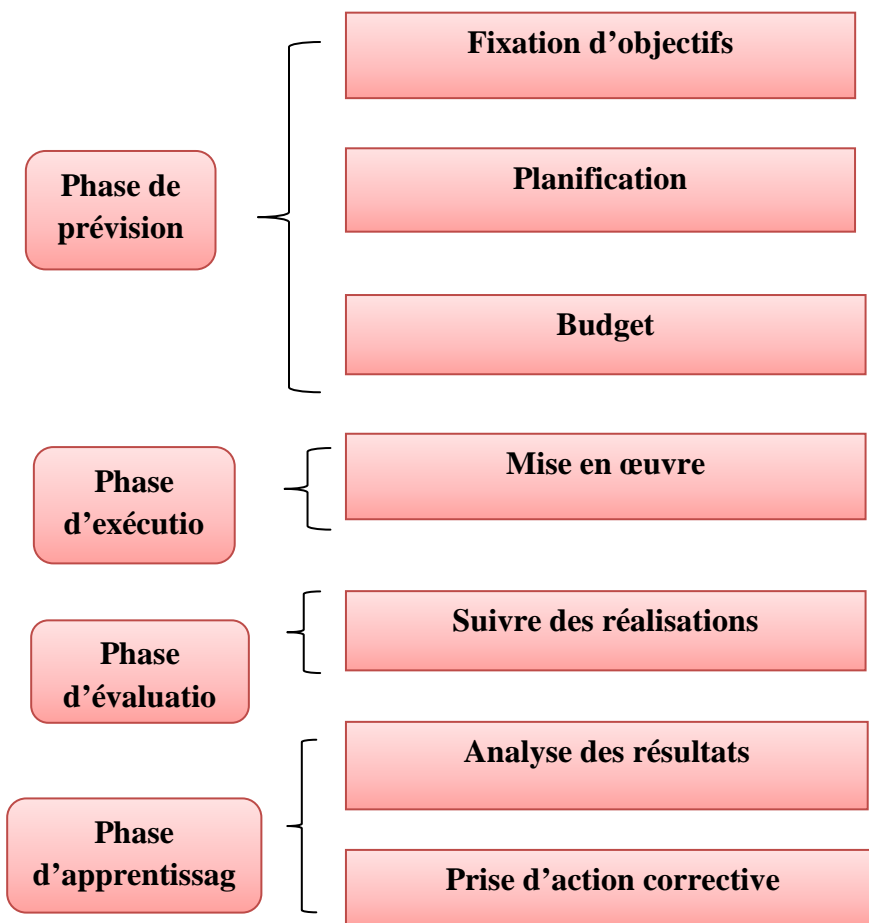 Fixation d’objectifs
Planification
Phase de
prévision
Budget
Mise en œuvre
Phase
d’exécutio
Suivre des réalisations
Phase
d’évaluatio
Analyse des résultats
Phase
d’apprentissag
Prise d’action corrective